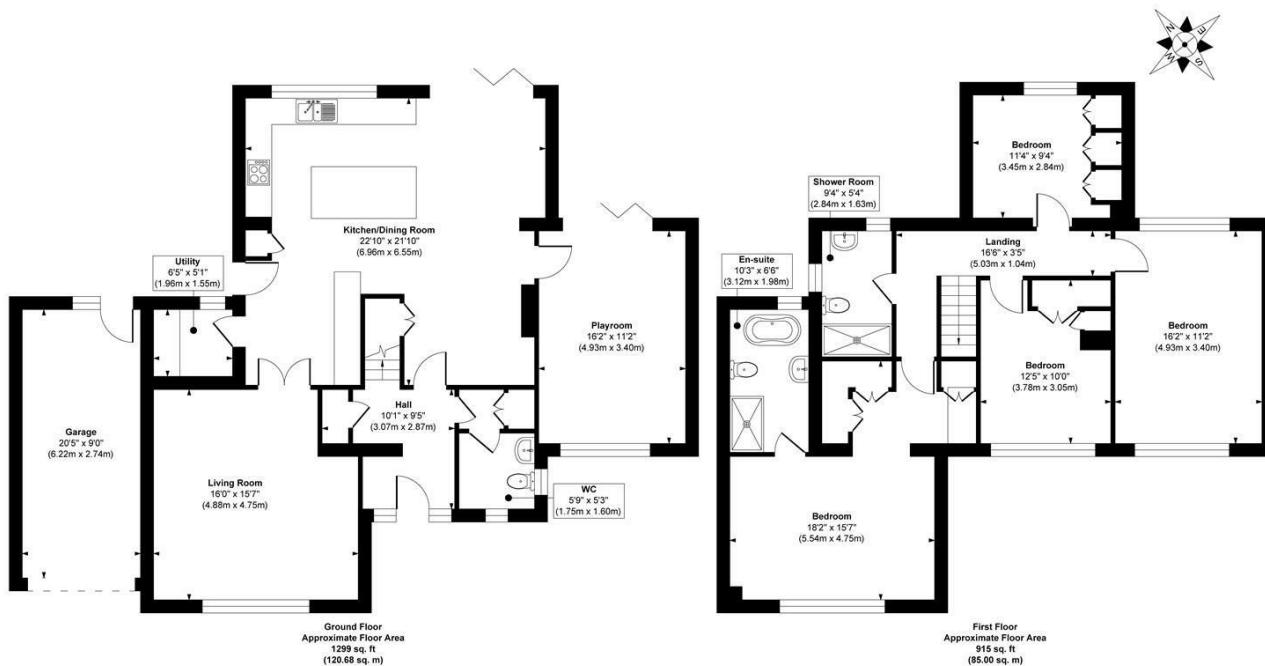 N
E
S
W
Kitchen/Dining Room
22'10" x 21'10"
(6.96m x 6.55m)
Utility
6'5" x 5'1"
(1.96m x 1.55m)
Playroom
16'2" x 11'2"
(4.93m x 3.40m)
Hall
10'1" x 9'5"
(3.07m x 2.87m)
Garage
20'5" x 9'0"
(6.22m x 2.74m)
Living Room
16'0" x 15'7"
(4.88m x 4.75m)
WC
5'9" x 5'3"
(1.75m x 1.60m)
Ground Floor
Approximate Floor Area
1299 sq. ft
(120.68 sq. m)
Bedroom
11'4" x 9'4"
(3.45m x 2.84m)
Shower Room
9'4" x 5'4"
(2.84m x 1.63m)
Landing
16'6" x 3'5"
(5.03m x 1.04m)
En-suite
10'3" x 6'6"
(3.12m x 1.98m)
Bedroom
16'2" x 11'2"
(4.93m x 3.40m)
Bedroom
12'5" x 10'0"
(3.78m x 3.05m)
Bedroom
18'2" x 15'7"
(5.54m x 4.75m)
First Floor
Approximate Floor Area
915 sq. ft
(85.00 sq. m)